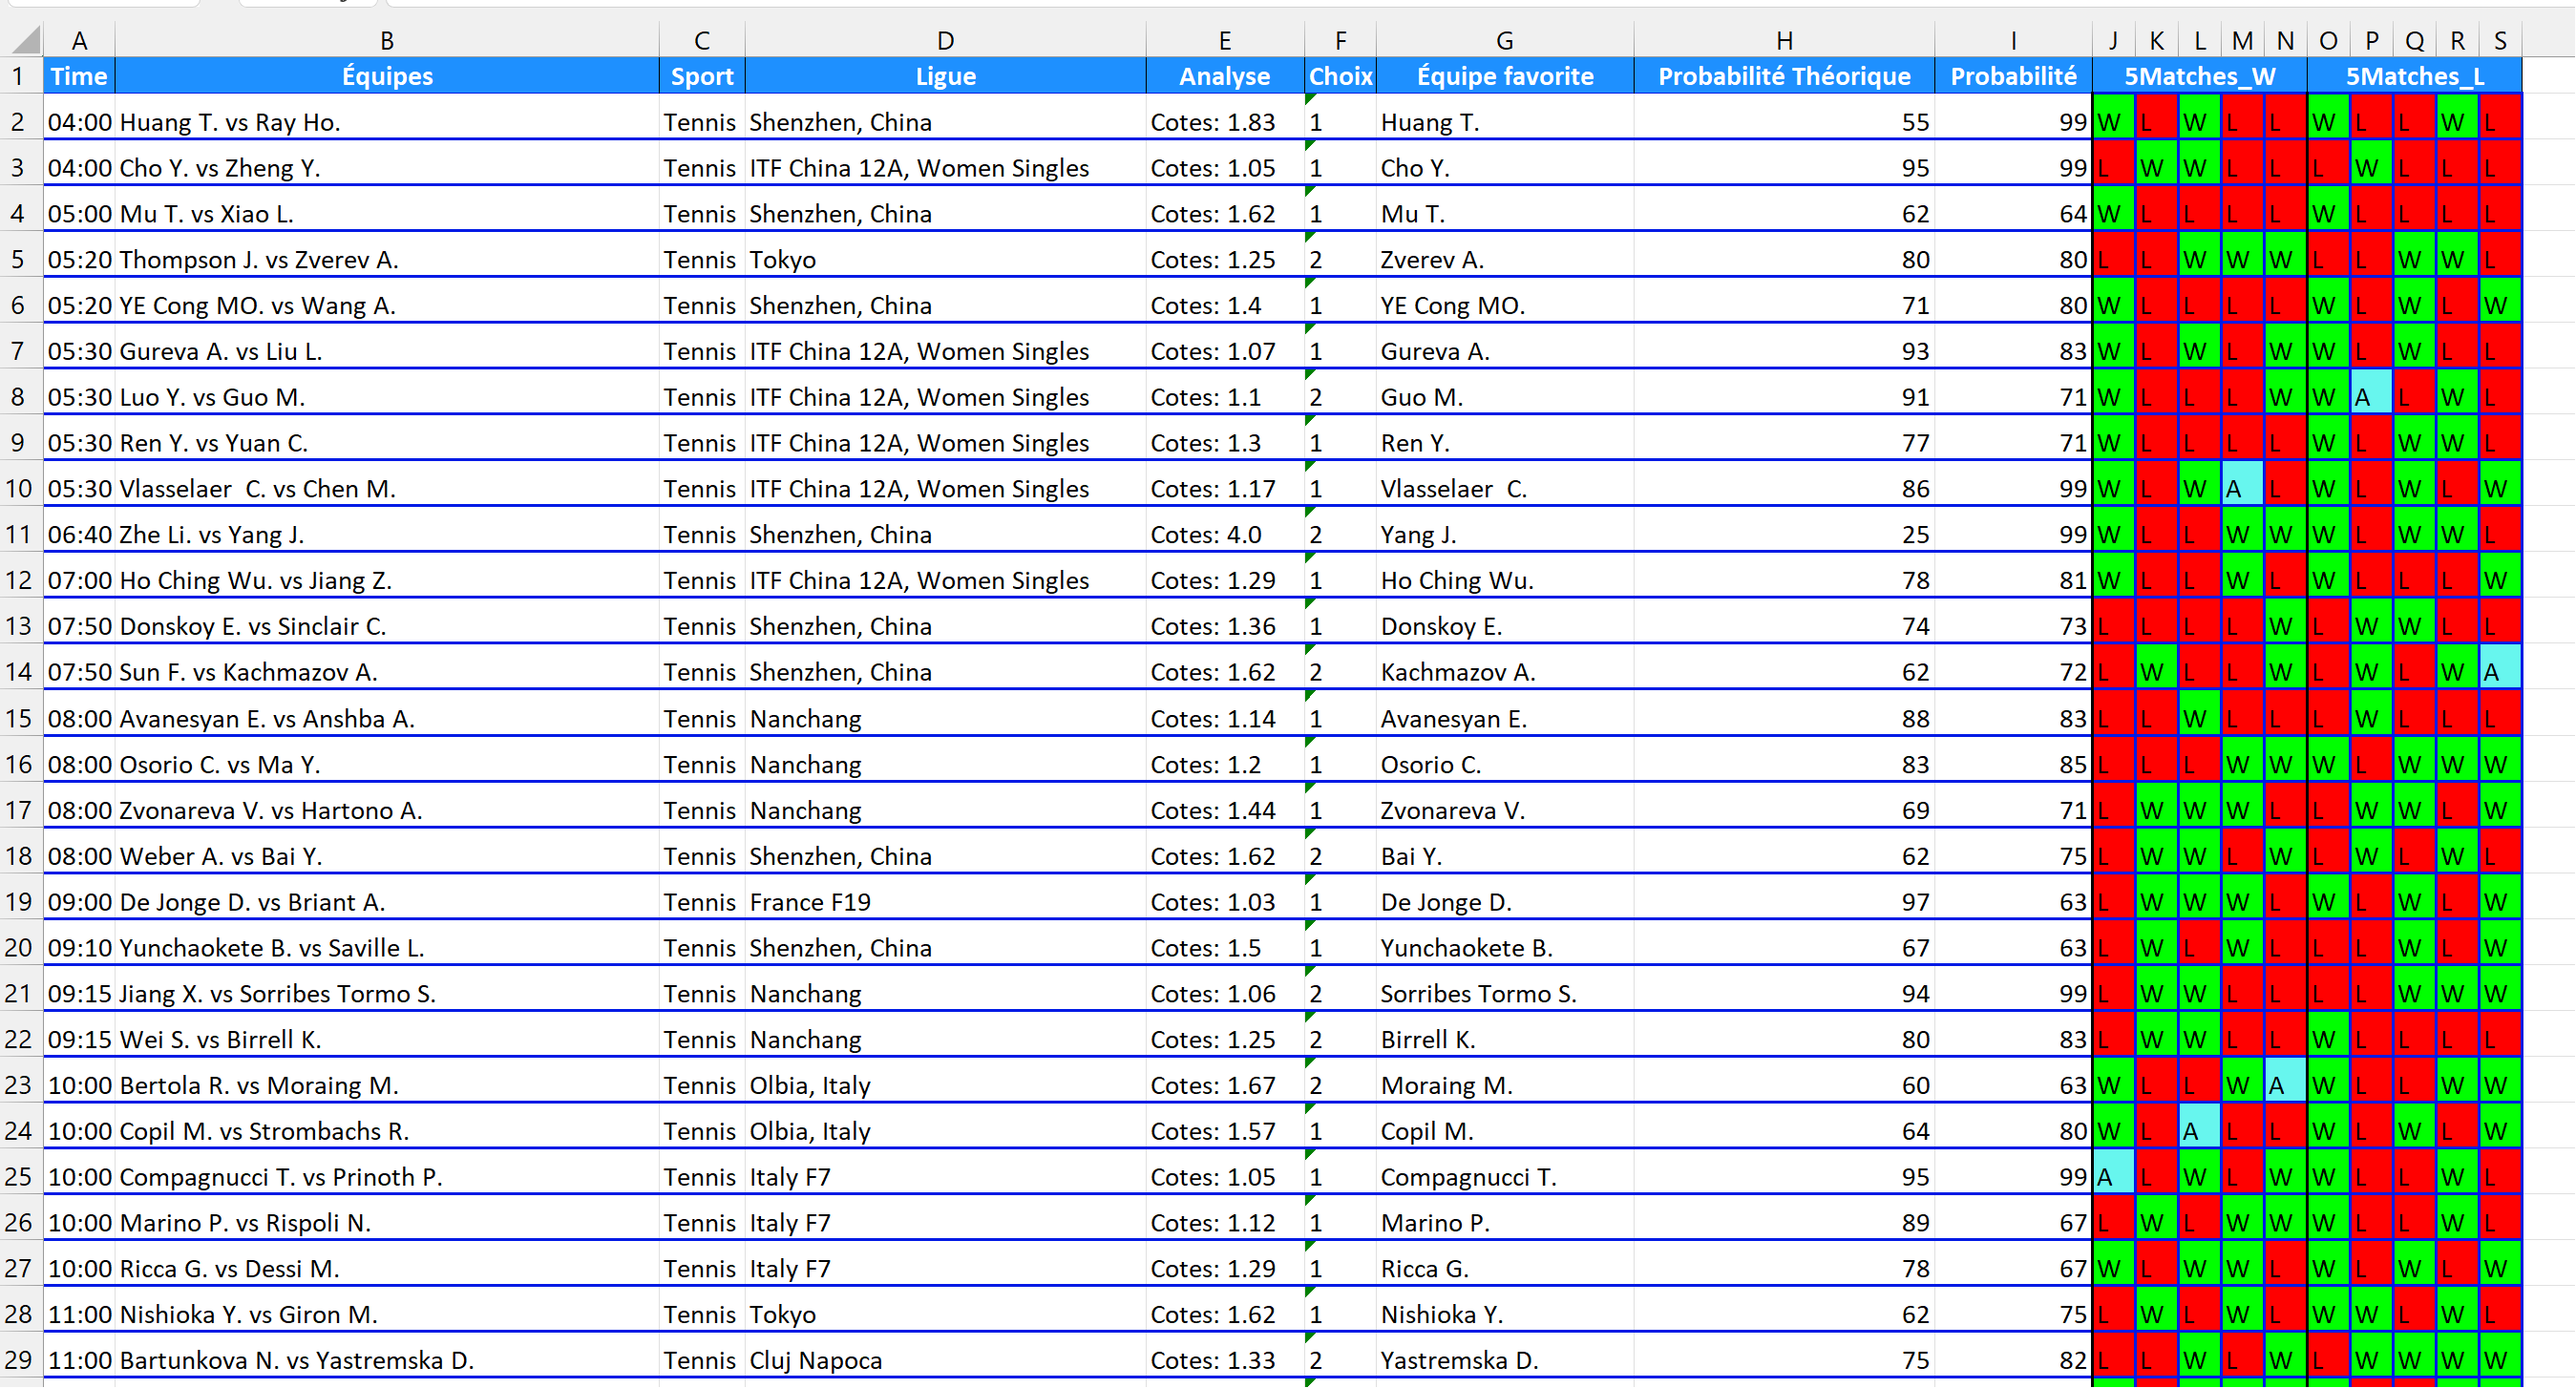 A B C D E F G H I J K L M N O P Q R S
1 Time Équipes Sport Ligue Analyse Choix Équipe favorite Probabilité Théorique Probabilité 5Matches_W 5Matches_L
2 04:00 Huang T. vs Ray Ho. Tennis Shenzhen, China Cotes: 1.83 1 Huang T. 55 99 W L W L L W L L W L
3 04:00 Cho Y. vs Zheng Y. Tennis ITF China 12A, Women Singles Cotes: 1.05 1 Cho Y. 95 99 L W W L L L W L L L
4 05:00 Mu T. vs Xiao L. Tennis Shenzhen, China Cotes: 1.62 1 Mu T. 62 64 W L L L L W L L L L
5 05:20 Thompson J. vs Zverev A. Tennis Tokyo Cotes: 1.25 2 Zverev A. 80 80 L L W W W L L W W L
6 05:20 YE Cong MO. vs Wang A. Tennis Shenzhen, China Cotes: 1.4 1 YE Cong MO. 71 80 W L L L L W L W L W
7 05:30 Gureva A. vs Liu L. Tennis ITF China 12A, Women Singles Cotes: 1.07 1 Gureva A. 93 83 W L W L W W L W L L
8 05:30 Luo Y. vs Guo M. Tennis ITF China 12A, Women Singles Cotes: 1.1 2 Guo M. 91 71 W L L L W W A L W L
9 05:30 Ren Y. vs Yuan C. Tennis ITF China 12A, Women Singles Cotes: 1.3 1 Ren Y. 77 71 W L L L L W L W W L
10 05:30 Vlasselaer  C. vs Chen M. Tennis ITF China 12A, Women Singles Cotes: 1.17 1 Vlasselaer  C. 86 99 W L W A L W L W L W
11 06:40 Zhe Li. vs Yang J. Tennis Shenzhen, China Cotes: 4.0 2 Yang J. 25 99 W L L W W W L W W L
12 07:00 Ho Ching Wu. vs Jiang Z. Tennis ITF China 12A, Women Singles Cotes: 1.29 1 Ho Ching Wu. 78 81 W L L W L W L L L W
13 07:50 Donskoy E. vs Sinclair C. Tennis Shenzhen, China Cotes: 1.36 1 Donskoy E. 74 73 L L L L W L W W L L
14 07:50 Sun F. vs Kachmazov A. Tennis Shenzhen, China Cotes: 1.62 2 Kachmazov A. 62 72 L W L L W L W L W A
15 08:00 Avanesyan E. vs Anshba A. Tennis Nanchang Cotes: 1.14 1 Avanesyan E. 88 83 L L W L L L W L L L
16 08:00 Osorio C. vs Ma Y. Tennis Nanchang Cotes: 1.2 1 Osorio C. 83 85 L L L W W W L W W W
17 08:00 Zvonareva V. vs Hartono A. Tennis Nanchang Cotes: 1.44 1 Zvonareva V. 69 71 L W W W L L W W L W
18 08:00 Weber A. vs Bai Y. Tennis Shenzhen, China Cotes: 1.62 2 Bai Y. 62 75 L W W L W L W L W L
19 09:00 De Jonge D. vs Briant A. Tennis France F19 Cotes: 1.03 1 De Jonge D. 97 63 L W W W L W L W L W
20 09:10 Yunchaokete B. vs Saville L. Tennis Shenzhen, China Cotes: 1.5 1 Yunchaokete B. 67 63 L W L W L L L W L W
21 09:15 Jiang X. vs Sorribes Tormo S. Tennis Nanchang Cotes: 1.06 2 Sorribes Tormo S. 94 99 L W W L L L L W W W
22 09:15 Wei S. vs Birrell K. Tennis Nanchang Cotes: 1.25 2 Birrell K. 80 83 L W W L L W L L L L
23 10:00 Bertola R. vs Moraing M. Tennis Olbia, Italy Cotes: 1.67 2 Moraing M. 60 63 W L L W A W L L W W
24 10:00 Copil M. vs Strombachs R. Tennis Olbia, Italy Cotes: 1.57 1 Copil M. 64 80 W L A L L W L W L W
25 10:00 Compagnucci T. vs Prinoth P. Tennis Italy F7 Cotes: 1.05 1 Compagnucci T. 95 99 A L W L W W L L W L
26 10:00 Marino P. vs Rispoli N. Tennis Italy F7 Cotes: 1.12 1 Marino P. 89 67 L W L W W W L L W L
27 10:00 Ricca G. vs Dessi M. Tennis Italy F7 Cotes: 1.29 1 Ricca G. 78 67 W L W W L W L W L W
28 11:00 Nishioka Y. vs Giron M. Tennis Tokyo Cotes: 1.62 1 Nishioka Y. 62 75 L W L W L W W L W L
29 11:00 Bartunkova N. vs Yastremska D. Tennis Cluj Napoca Cotes: 1.33 2 Yastremska D. 75 82 L L W L W L W W W W